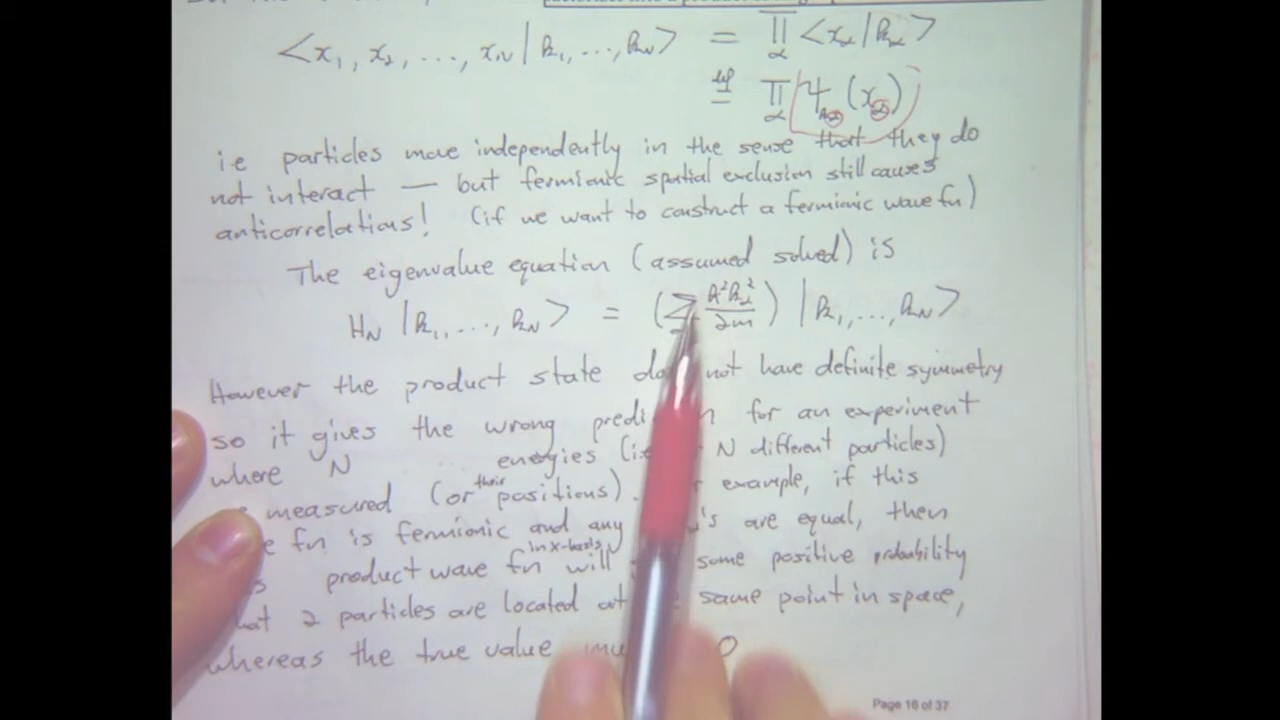 ⟨x₁, x₂, ..., x_N | k₁, ..., k_N⟩ = ∏_α ⟨x_α | k_α⟩
def = ∏_α ψ_{k_α}(x_α)
i.e particles move independently in the sense that they do
not interact — but fermionic spatial exclusion still causes
anticorrelations! (if we want to construct a fermionic wave fn)
The eigenvalue equation (assumed solved) is
H_N |k₁, ..., k_N⟩ = (∑ ħ²k_α²/2m) |k₁, ..., k_N⟩
However the product state not have definite symmetry
so it gives the wrong for an experiment
where N energies N different particles)
measured (or their positions). example, if this
fn is fermionic and any are equal, then
product wave fn in x-basis will some positive probability
2 particles are located at same point in space,
whereas the true value 0
Page 16 of 37